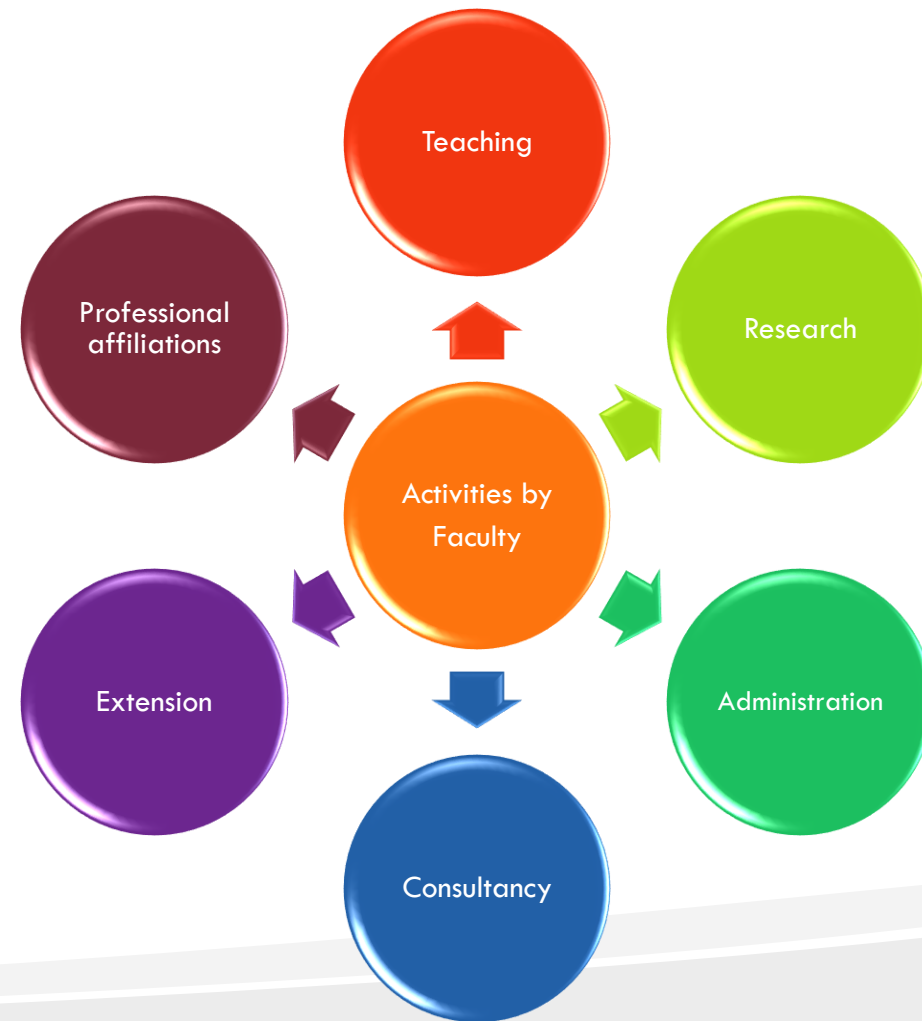 Teaching
Professional
affiliations
Research
Activities by
Faculty
Extension
Administration
Consultancy